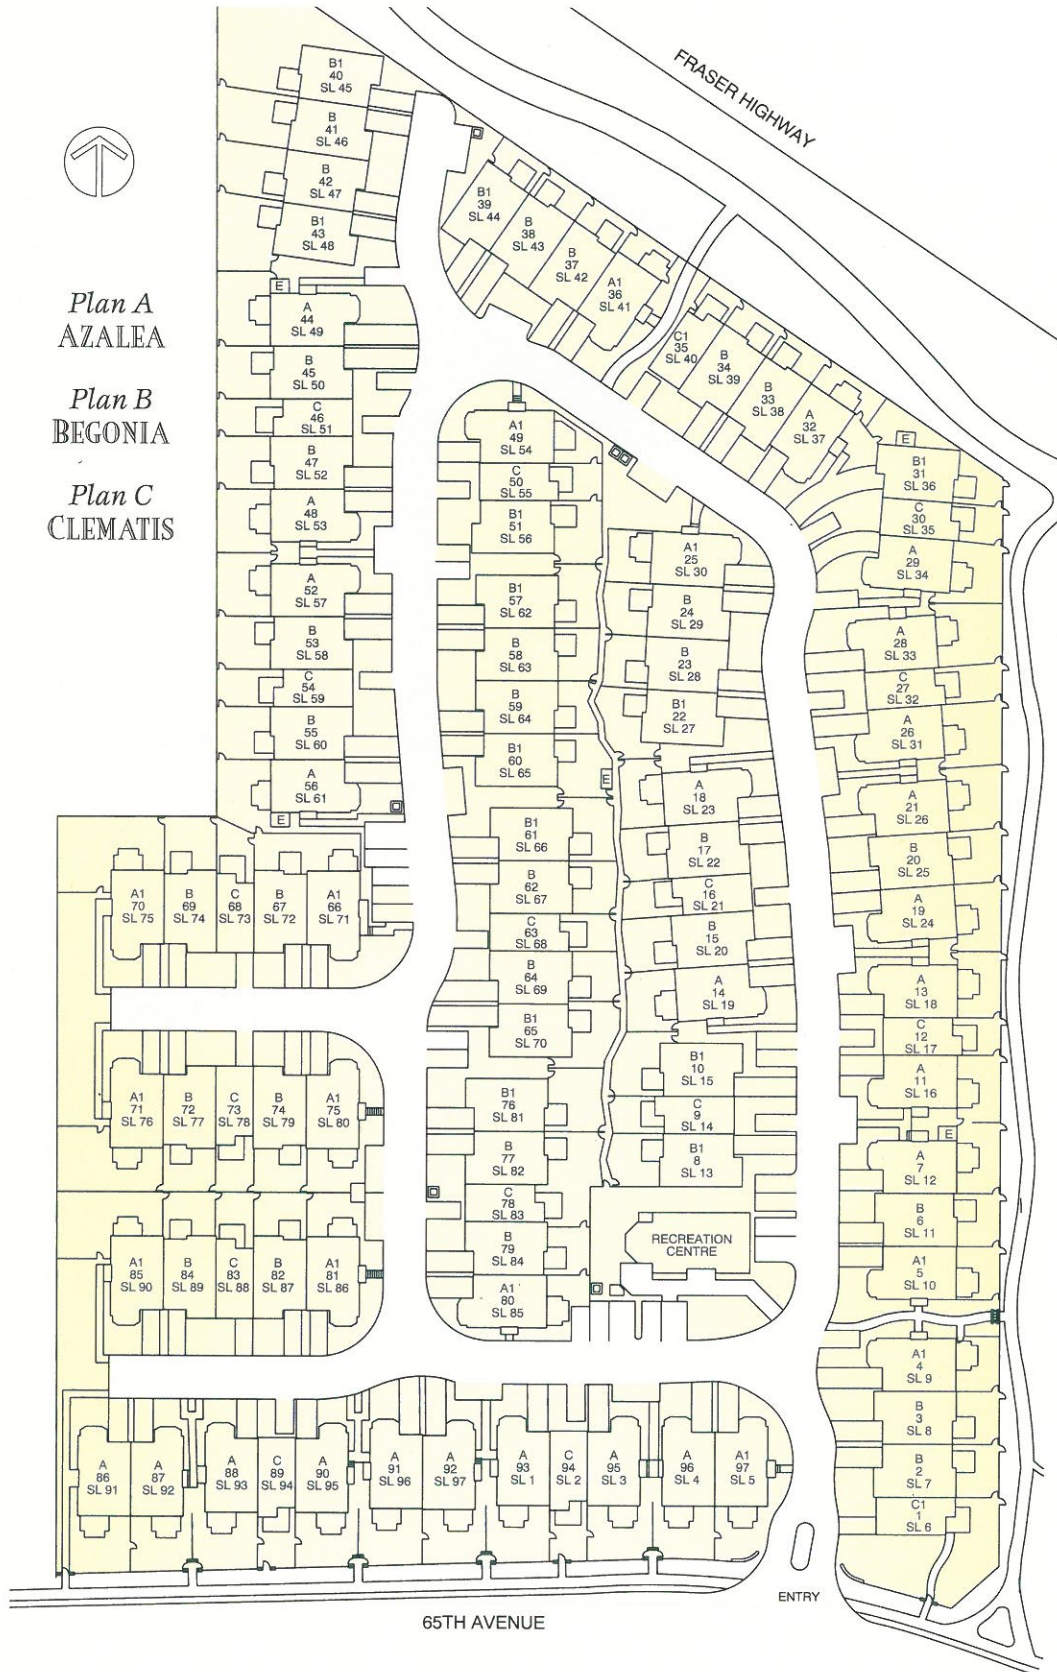 FRASER HIGHWAY
Plan A
AZALEA
Plan B
BEGONIA
Plan C
CLEMATIS
B1
40
SL 45
B
41
SL 46
B
42
SL 47
B1
43
SL 48
E
A
44
SL 49
B
45
SL 50
C
46
SL 51
B
47
SL 52
A
48
SL 53
A
52
SL 57
B
53
SL 58
C
54
SL 59
B
55
SL 60
A
56
SL 61
E
B1
39
SL 44
B
38
SL 43
B
37
SL 42
A1
36
SL 41
C1
35
SL 40
B
34
SL 39
B
33
SL 38
A
32
SL 37
E
B1
31
SL 36
C
30
SL 35
A
29
SL 34
A
28
SL 33
C
27
SL 32
A
26
SL 31
A
21
SL 26
B
20
SL 25
A
19
SL 24
A
13
SL 18
C
12
SL 17
A
11
SL 16
E
A
7
SL 12
B
6
SL 11
A1
5
SL 10
A1
4
SL 9
B
3
SL 8
B
2
SL 7
C1
1
SL 6
A1
49
SL 54
C
50
SL 55
B1
51
SL 56
B1
57
SL 62
B
58
SL 63
B
59
SL 64
B1
60
SL 65
E
B1
61
SL 66
B
62
SL 67
C
63
SL 68
B
64
SL 69
B1
65
SL 70
B1
76
SL 81
B
77
SL 82
C
78
SL 83
B
79
SL 84
A1
80
SL 85
A1
25
SL 30
B
24
SL 29
B
23
SL 28
B1
22
SL 27
A
18
SL 23
B
17
SL 22
C
16
SL 21
B
15
SL 20
A
14
SL 19
B1
10
SL 15
C
9
SL 14
B1
8
SL 13
RECREATION
CENTRE
A1
70
SL 75
B
69
SL 74
C
68
SL 73
B
67
SL 72
A1
66
SL 71
A1
71
SL 76
B
72
SL 77
C
73
SL 78
B
74
SL 79
A1
75
SL 80
A1
85
SL 90
B
84
SL 89
C
83
SL 88
B
82
SL 87
A1
81
SL 86
A
86
SL 91
A
87
SL 92
A
88
SL 93
C
89
SL 94
A
90
SL 95
A
91
SL 96
A
92
SL 97
A
93
SL 1
C
94
SL 2
A
95
SL 3
A
96
SL 4
A1
97
SL 5
ENTRY
65TH AVENUE